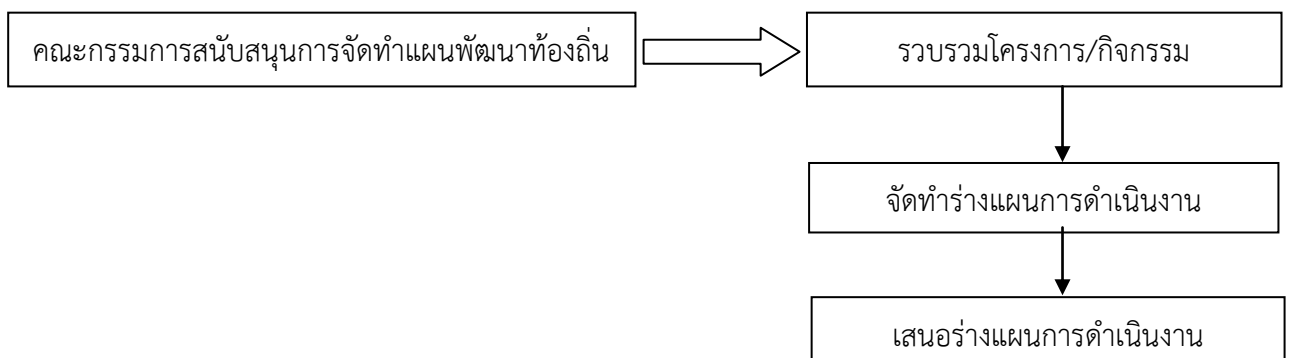 คณะกรรมการสนับสนุนการจัดทำแผนพัฒนาท้องถิ่น
รวบรวมโครงการ/กิจกรรม
จัดทำร่างแผนการดำเนินงาน
เสนอร่างแผนการดำเนินงาน